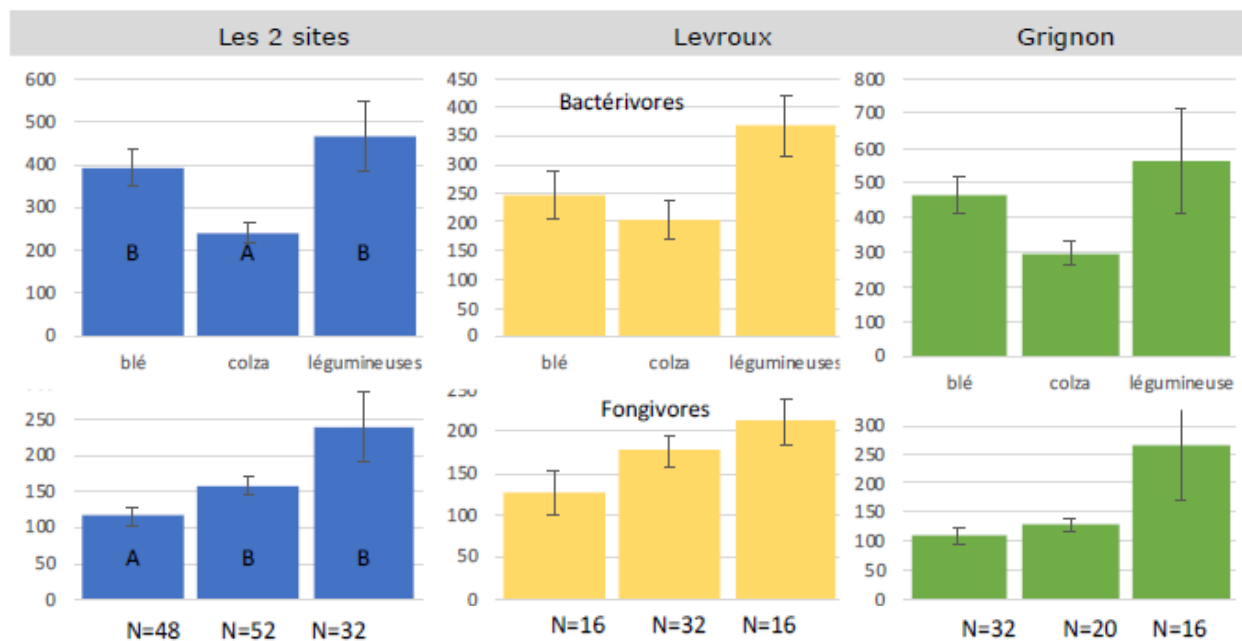 Les 2 sites
Levroux
Grignon
600
500
400
300
200
100
0
B
A
B
blé colza légumineuses
450
400
350
300
250
200
150
100
50
0
Bactérivores
blé colza légumineuses
800
700
600
500
400
300
200
100
0
blé colza légumineuse
250
200
150
100
50
0
A
B
B
N=48 N=52 N=32
250
200
150
100
50
0
Fongivores
N=16 N=32 N=16
300
250
200
150
100
50
0
N=32 N=20 N=16